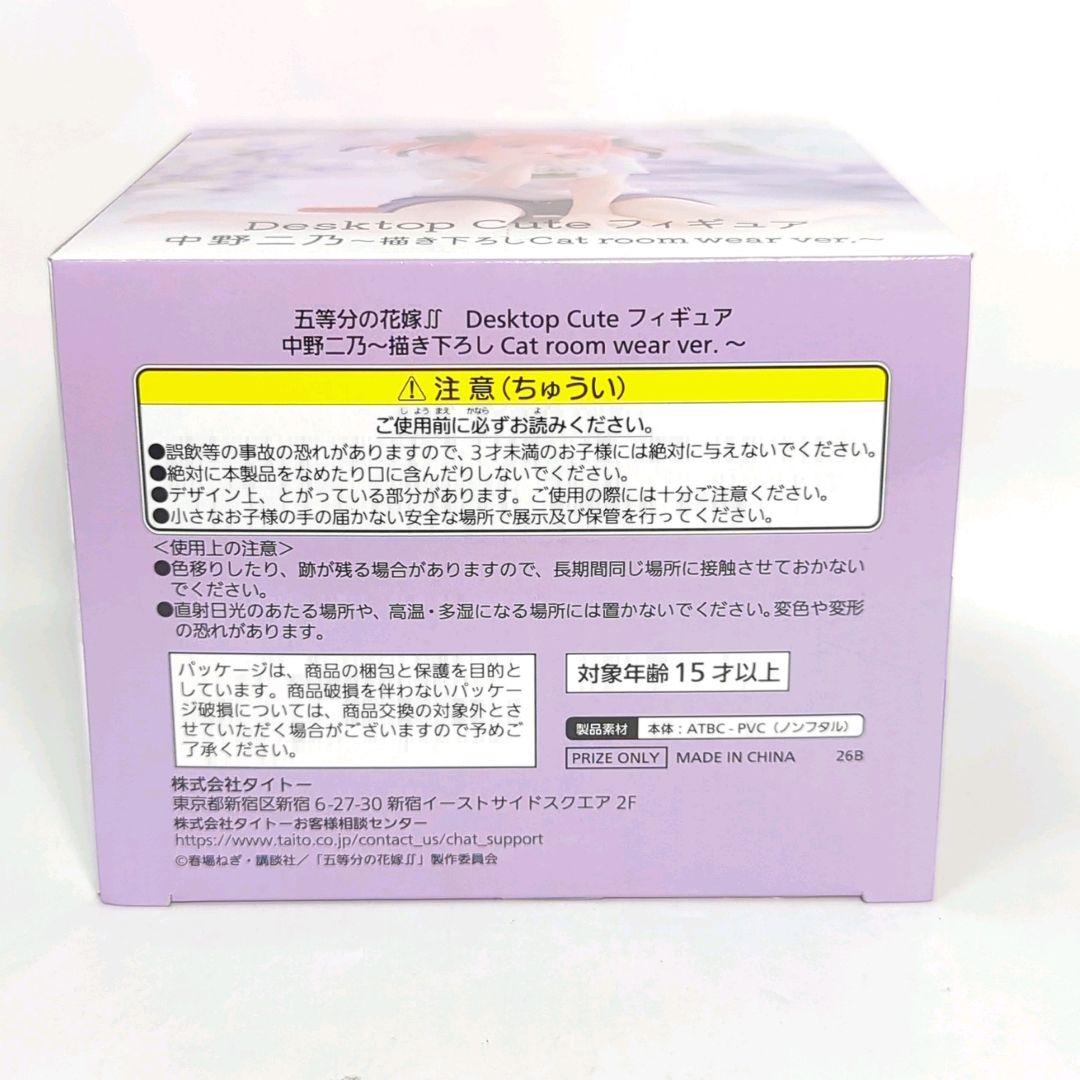 Desktop Cute フィギュア
中野二乃～描き下ろしCat room wear ver.～
五等分の花嫁∬ Desktop Cute フィギュア
中野二乃～描き下ろし Cat room wear ver. ～
⚠ 注 意（ちゅうい）
しようまえ かなら よ
ご使用前に必ずお読みください。
●誤飲等の事故の恐れがありますので、3才未満のお子様には絶対に与えないでください。
●絶対に本製品をなめたり口に含んだりしないでください。
●デザイン上、とがっている部分があります。ご使用の際には十分ご注意ください。
●小さなお子様の手の届かない安全な場所で展示及び保管を行ってください。
＜使用上の注意＞
●色移りしたり、跡が残る場合がありますので、長期間同じ場所に接触させておかない
でください。
●直射日光のあたる場所や、高温・多湿になる場所には置かないでください。変色や変形
の恐れがあります。
パッケージは、商品の梱包と保護を目的と
しています。商品破損を伴わないパッケー
ジ破損については、商品交換の対象外とさ
せていただく場合がございますので予めご
了承ください。
対象年齢 15 才以上
製品素材 本体：ATBC - PVC（ノンフタル）
PRIZE ONLY MADE IN CHINA 26B
株式会社タイトー
東京都新宿区新宿 6-27-30 新宿イーストサイドスクエア 2F
株式会社タイトーお客様相談センター
https://www.taito.co.jp/contact_us/chat_support
©春場ねぎ・講談社／「五等分の花嫁∬」製作委員会